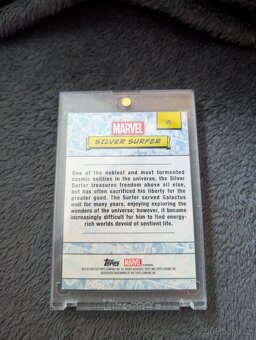 MARVEL
SILVER SURFER
One of the noblest and most tormented
cosmic entities in the universe, the Silver
Surfer treasures freedom above all else,
but has often sacrificed his liberty for the
greater good. The Surfer served Galactus
well for many years, enjoying exploring the
wonders of the universe; however, it became
increasingly difficult for him to find energy-
rich worlds devoid of sentient life.
Topps
MARVEL